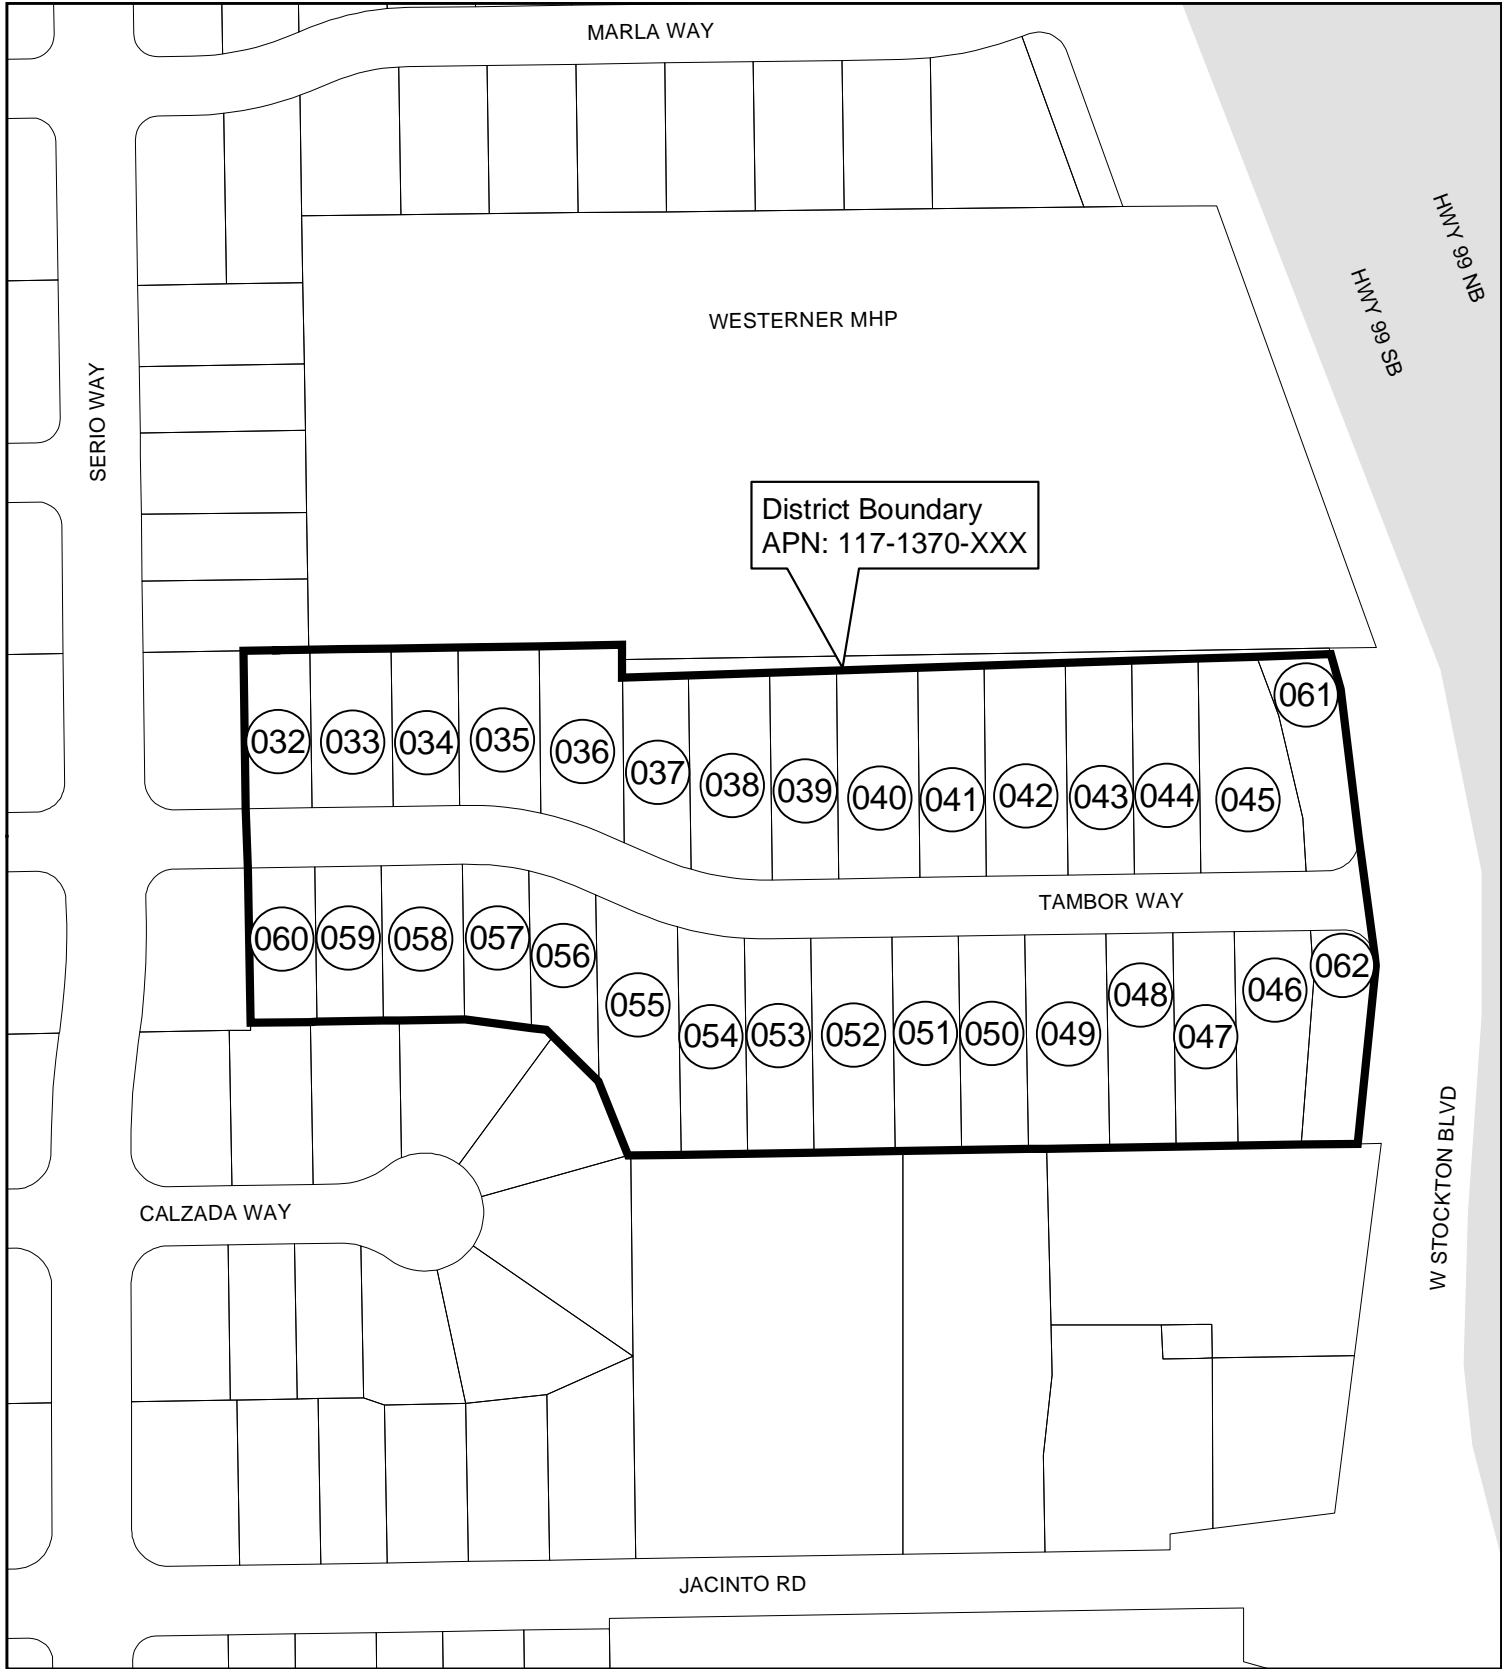 MARLA WAY
HWY 99 NB
HWY 99 SB
WESTERNER MHP
SERIO WAY
District Boundary
APN: 117-1370-XXX
032
033
034
035
036
037
038
039
040
041
042
043
044
045
061
TAMBOR WAY
060
059
058
057
056
055
054
053
052
051
050
049
048
047
046
062
W STOCKTON BLVD
CALZADA WAY
JACINTO RD